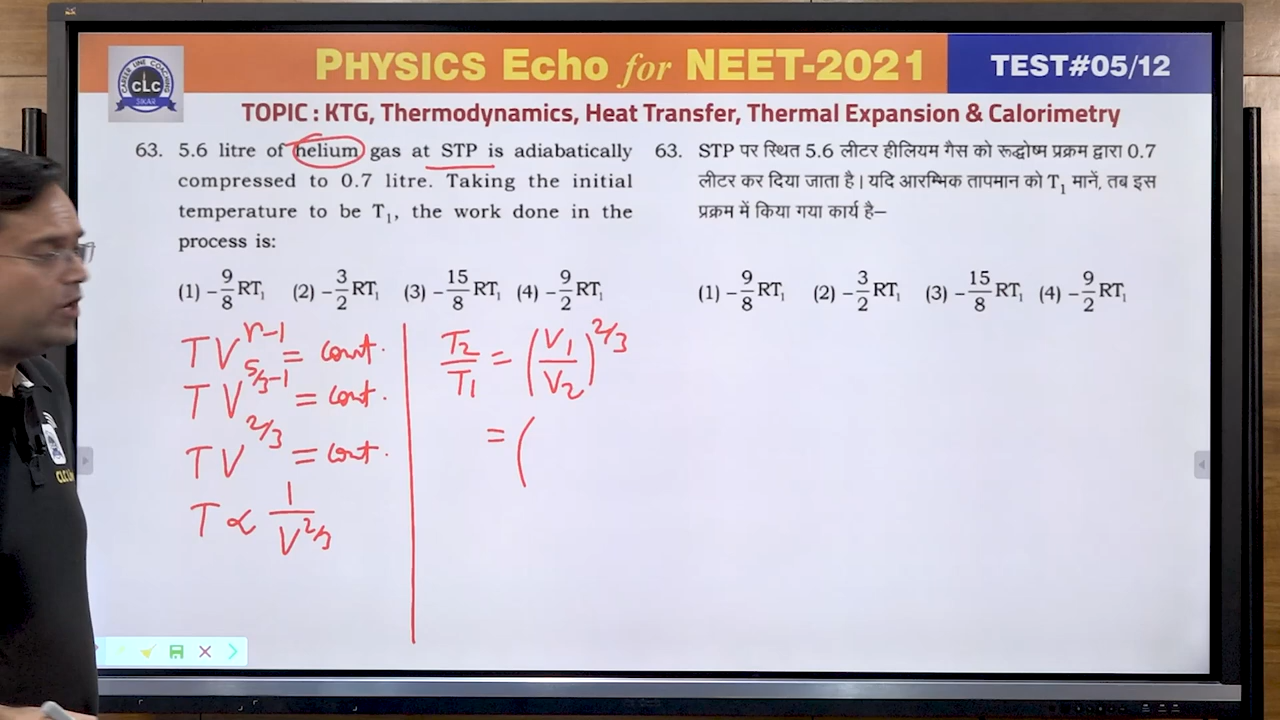 PHYSICS Echo for NEET-2021
TEST#05/12
CAREER LINE COACHING
CLC
SIKAR
TOPIC : KTG, Thermodynamics, Heat Transfer, Thermal Expansion & Calorimetry
63. 5.6 litre of helium gas at STP is adiabatically
compressed to 0.7 litre. Taking the initial
temperature to be T₁, the work done in the
process is:
(1) -9/8 RT₁ (2) -3/2 RT₁ (3) -15/8 RT₁ (4) -9/2 RT₁
63. STP पर स्थित 5.6 लीटर हीलियम गैस को रूद्धोष्म प्रक्रम द्वारा 0.7
लीटर कर दिया जाता है। यदि आरम्भिक तापमान को T₁ मानें, तब इस
प्रक्रम में किया गया कार्य है–
(1) -9/8 RT₁ (2) -3/2 RT₁ (3) -15/8 RT₁ (4) -9/2 RT₁
TV^(r-1) = const.
TV^(5/3-1) = const.
TV^(2/3) = const.
T ∝ 1/V^(2/3)
T₂/T₁ = (V₁/V₂)^(2/3)
= (